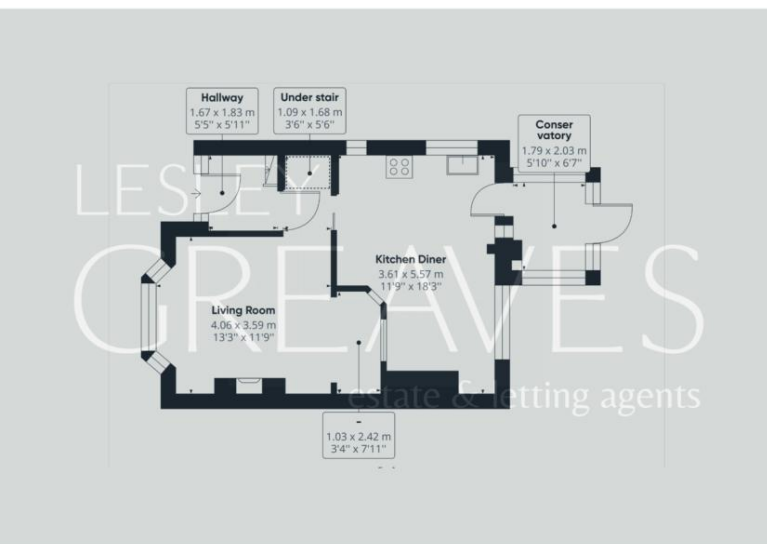 Hallway
1.67 x 1.83 m
5'5" x 5'11"
Under stair
1.09 x 1.68 m
3'6" x 5'6"
Conser
vatory
1.79 x 2.03 m
5'10" x 6'7"
LESLEY
GREAVES
estate & letting agents
Kitchen Diner
3.61 x 5.57 m
11'9" x 18'3"
Living Room
4.06 x 3.59 m
13'3" x 11'9"
-
1.03 x 2.42 m
3'4" x 7'11"